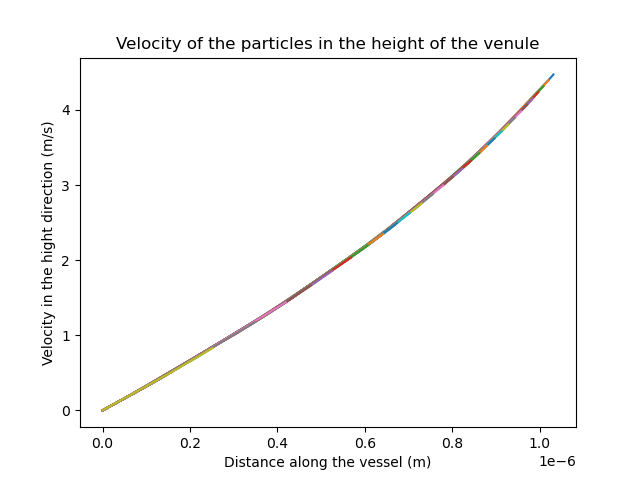 Velocity of the particles in the height of the venule
Velocity in the hight direction (m/s)
4
3
2
1
0
0.0 0.2 0.4 0.6 0.8 1.0
1e−6
Distance along the vessel (m)